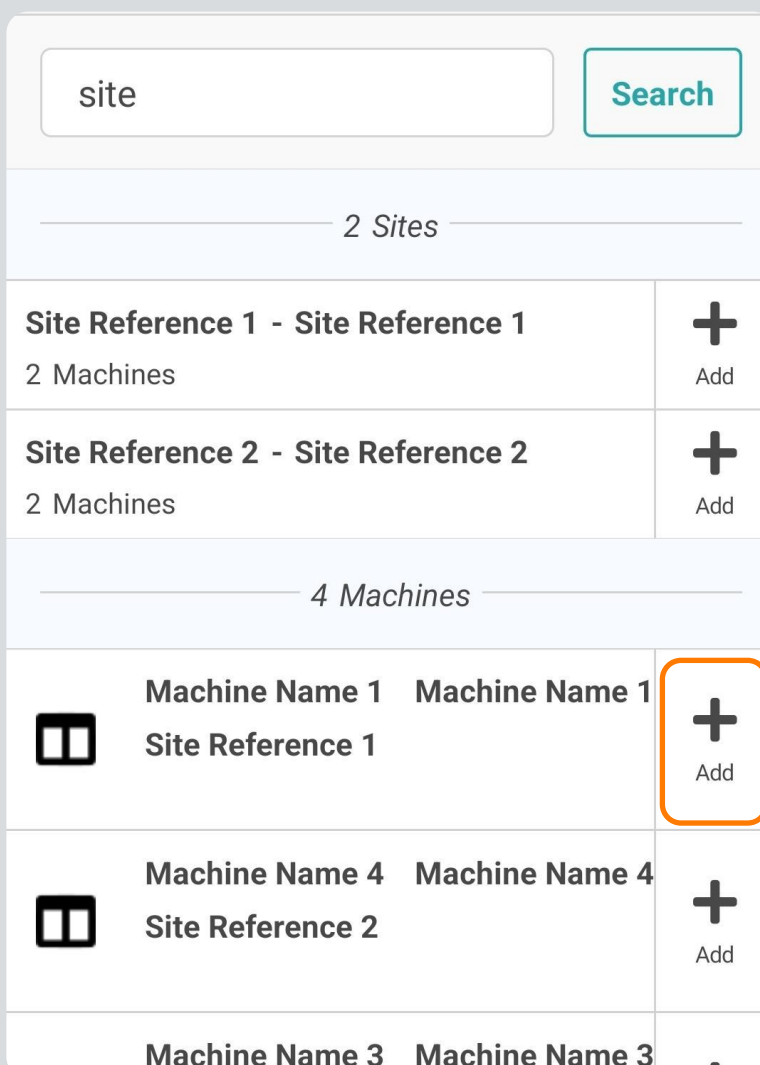 site
Search
2 Sites
Site Reference 1 - Site Reference 1
2 Machines
Add
Site Reference 2 - Site Reference 2
2 Machines
Add
4 Machines
Machine Name 1 Machine Name 1
Site Reference 1
Add
Machine Name 4 Machine Name 4
Site Reference 2
Add
Machine Name 3 Machine Name 3